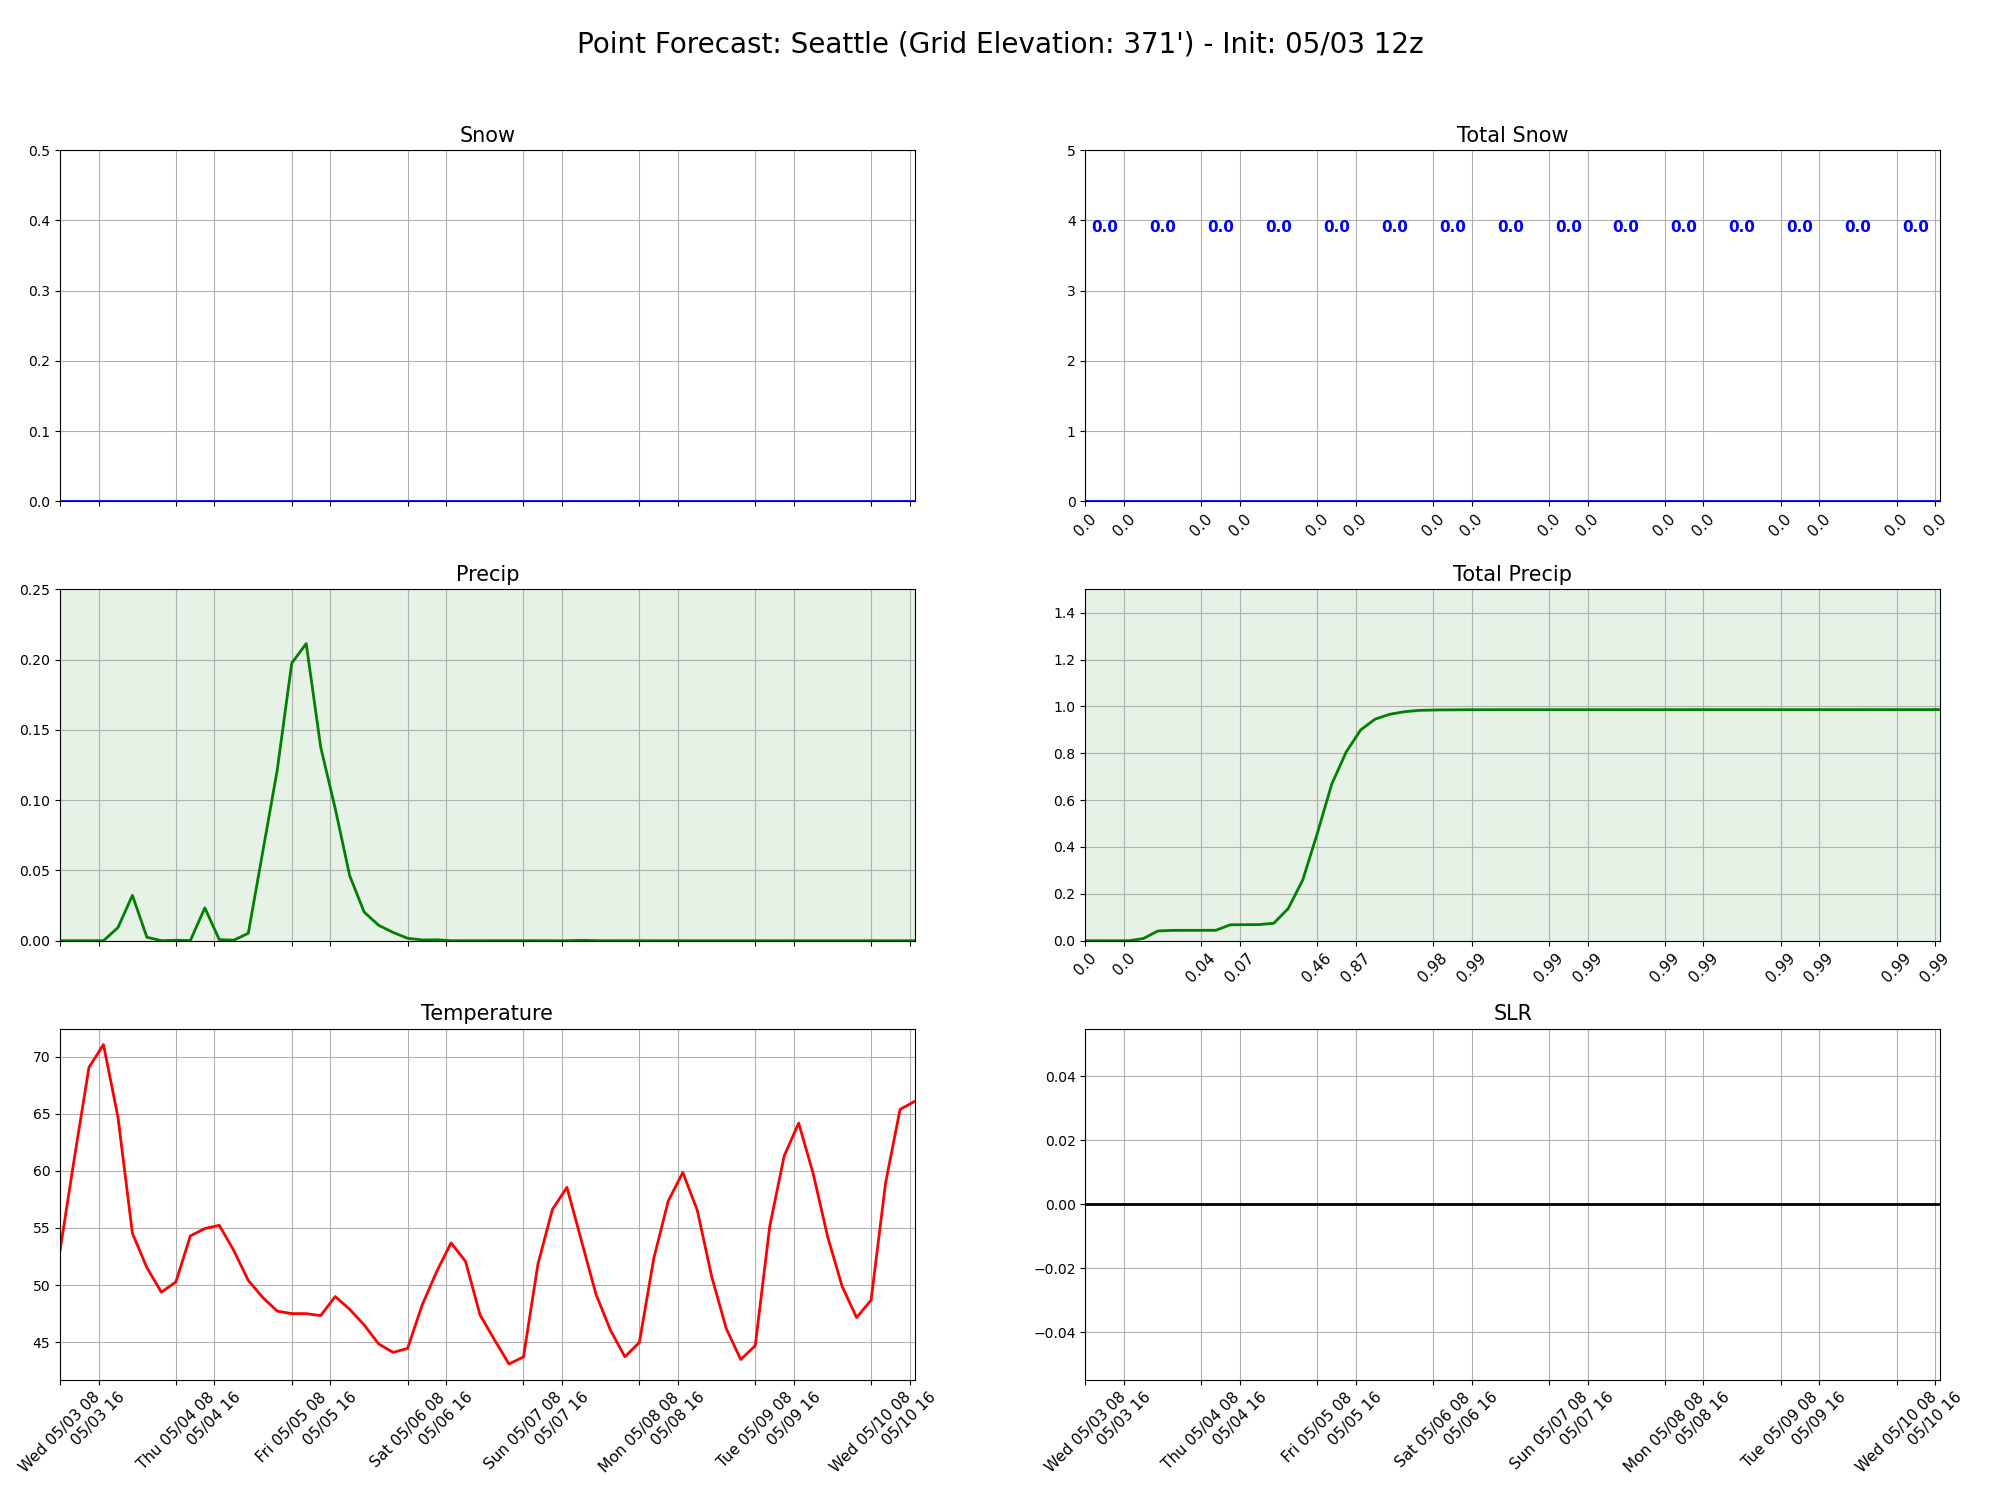 Point Forecast: Seattle (Grid Elevation: 371') - Init: 05/03 12z
Snow
0.5
0.4
0.3
0.2
0.1
0.0
Total Snow
5
4
3
2
1
0
0.0 0.0 0.0 0.0 0.0 0.0 0.0 0.0 0.0 0.0 0.0 0.0 0.0 0.0 0.0
0.0 0.0 0.0 0.0 0.0 0.0 0.0 0.0 0.0 0.0 0.0 0.0 0.0 0.0 0.0 0.0
Precip
0.25
0.20
0.15
0.10
0.05
0.00
Total Precip
1.4
1.2
1.0
0.8
0.6
0.4
0.2
0.0
0.0 0.0 0.04 0.07 0.46 0.87 0.98 0.99 0.99 0.99 0.99 0.99 0.99 0.99 0.99 0.99
Temperature
70
65
60
55
50
45
Wed 05/03 08
05/03 16
Thu 05/04 08
05/04 16
Fri 05/05 08
05/05 16
Sat 05/06 08
05/06 16
Sun 05/07 08
05/07 16
Mon 05/08 08
05/08 16
Tue 05/09 08
05/09 16
Wed 05/10 08
05/10 16
SLR
0.04
0.02
0.00
−0.02
−0.04
Wed 05/03 08
05/03 16
Thu 05/04 08
05/04 16
Fri 05/05 08
05/05 16
Sat 05/06 08
05/06 16
Sun 05/07 08
05/07 16
Mon 05/08 08
05/08 16
Tue 05/09 08
05/09 16
Wed 05/10 08
05/10 16